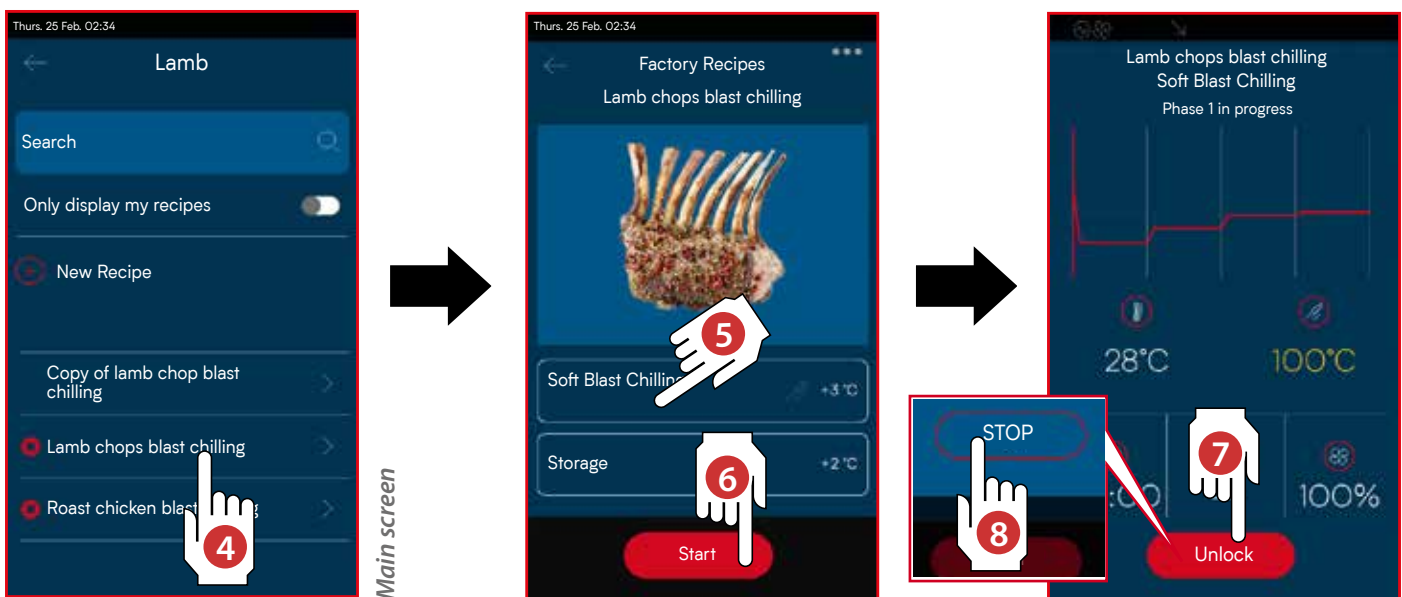 Thurs. 25 Feb. 02:34
Lamb
Search
Only display my recipes
New Recipe
Copy of lamb chop blast
chilling
Lamb chops blast chilling
Roast chicken blast
4
Main screen
Thurs. 25 Feb. 02:34
Factory Recipes
Lamb chops blast chilling
5
Soft Blast Chilling
+3 °C
Storage
+2 °C
6
Start
Lamb chops blast chilling
Soft Blast Chilling
Phase 1 in progress
28°C
100°C
STOP
8
7
:00
100%
Unlock